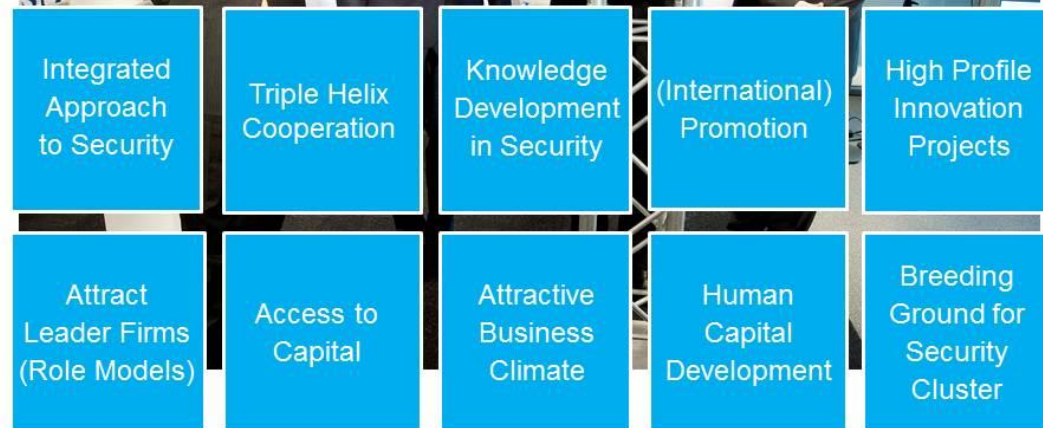 Integrated
Approach
to Security
Triple Helix
Cooperation
Knowledge
Development
in Security
(International)
Promotion
High Profile
Innovation
Projects
Attract
Leader Firms
(Role Models)
Access to
Capital
Attractive
Business
Climate
Human
Capital
Development
Breeding
Ground for
Security
Cluster